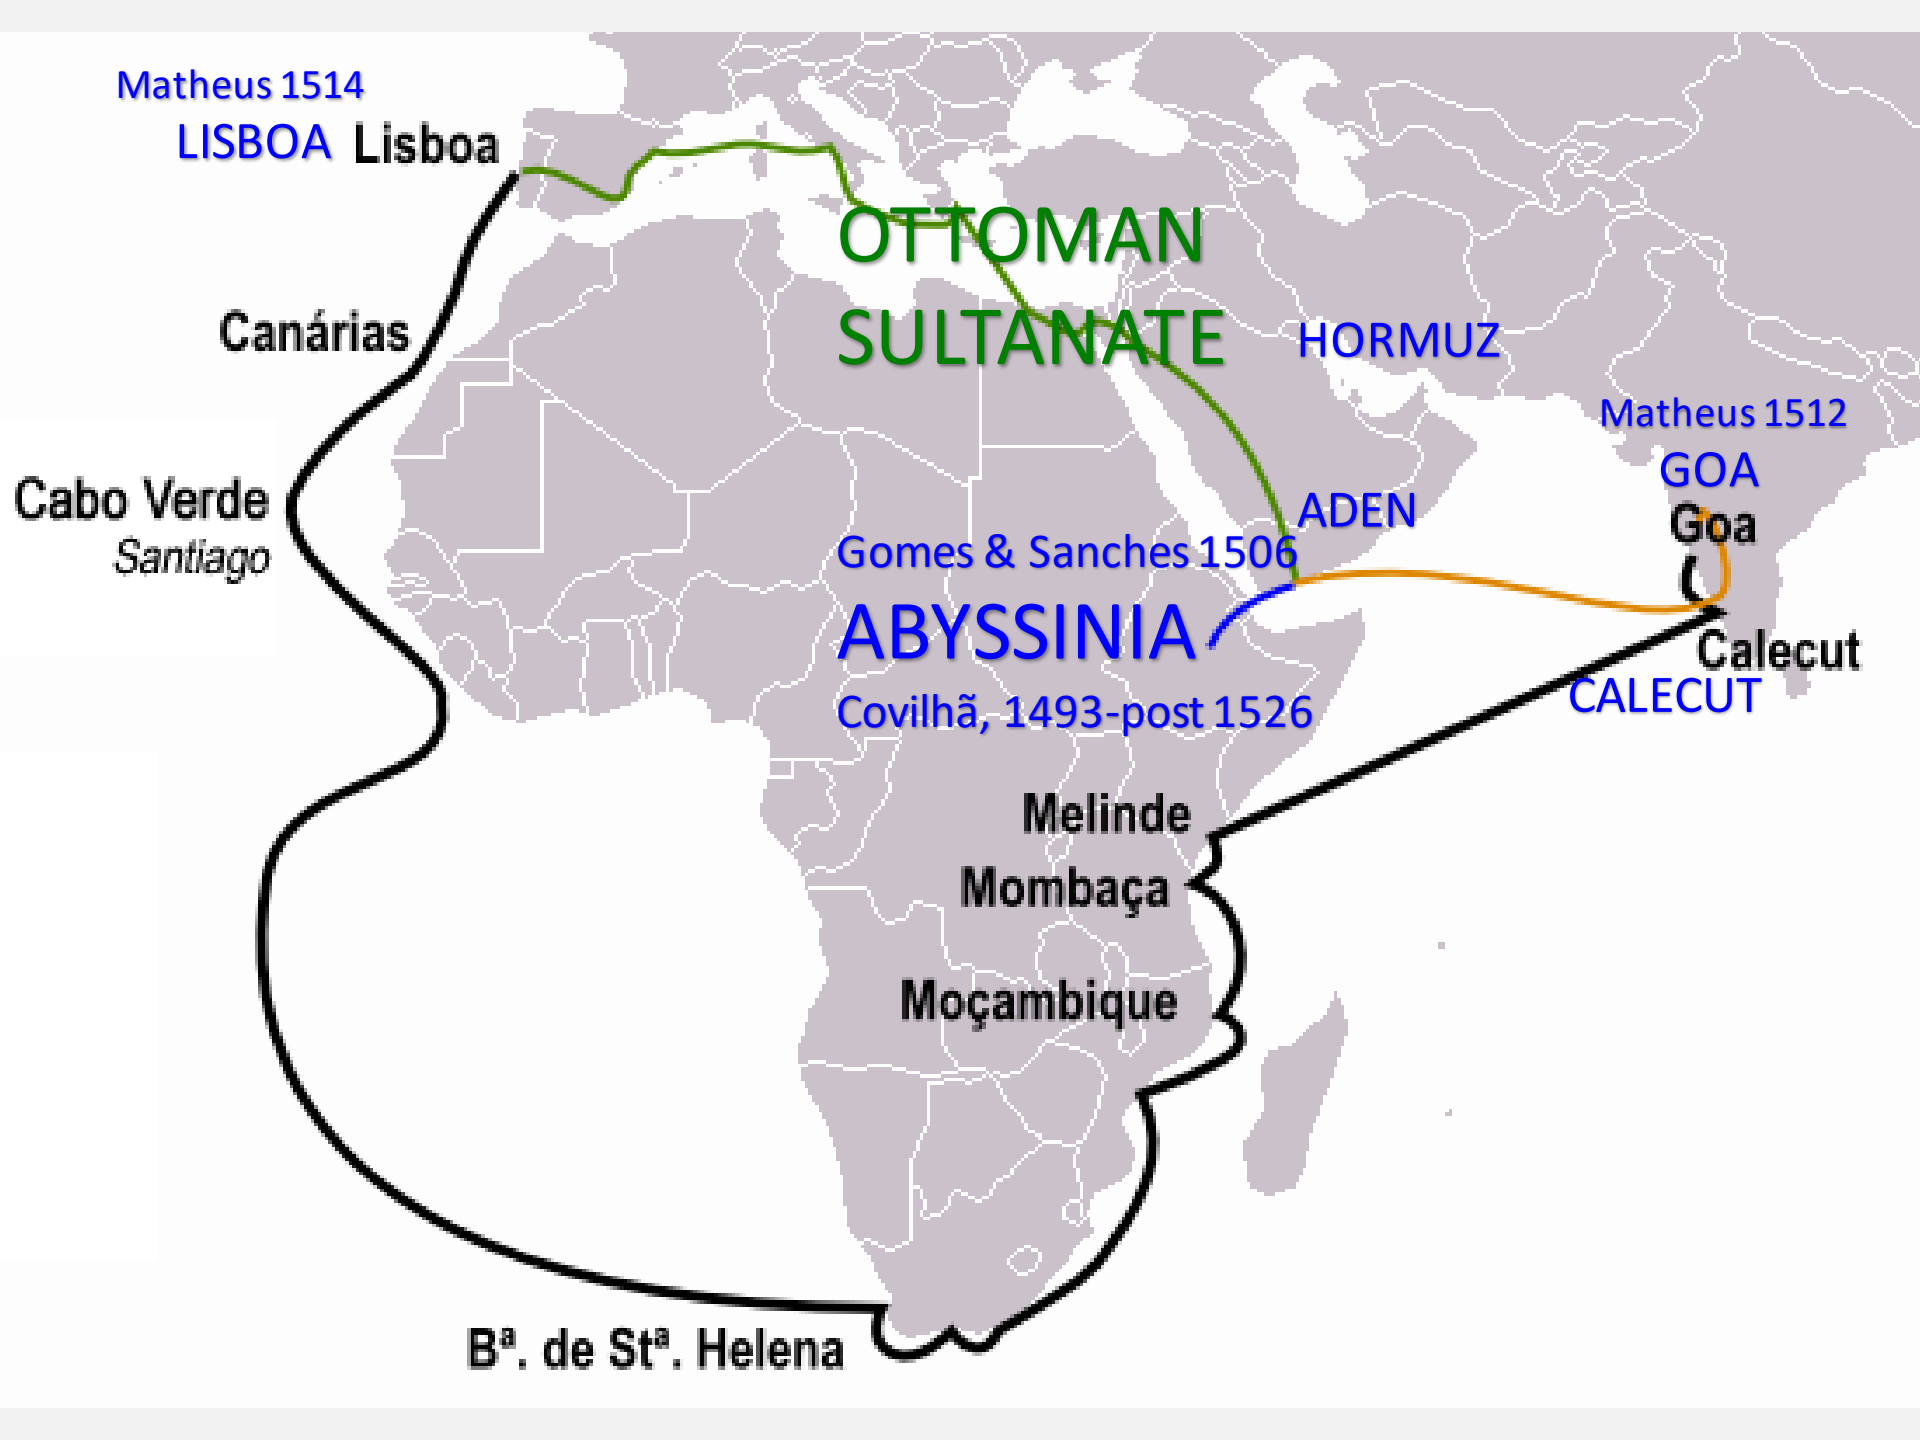 Matheus 1514
LISBOA Lisboa
OTTOMAN
SULTANATE
Canárias
HORMUZ
Matheus 1512
GOA
Goa
Cabo Verde
Santiago
ADEN
Gomes & Sanches 1506
ABYSSINIA
Calecut
CALECUT
Covilhã, 1493-post 1526
Melinde
Mombaça
Moçambique
Bª. de Stª. Helena